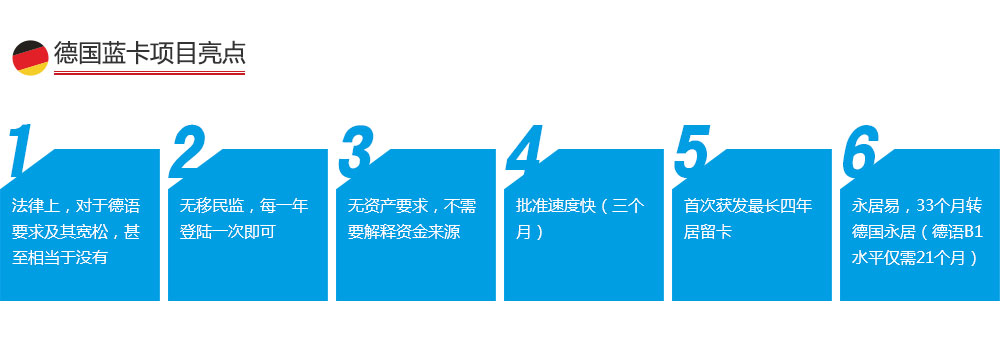 德国蓝卡项目亮点
1
法律上，对于德语
要求及其宽松，甚
至相当于没有
2
无移民监，每一年
登陆一次即可
3
无资产要求，不需
要解释资金来源
4
批准速度快（三个
月）
5
首次获发最长四年
居留卡
6
永居易，33个月转
德国永居（德语B1
水平仅需21个月）